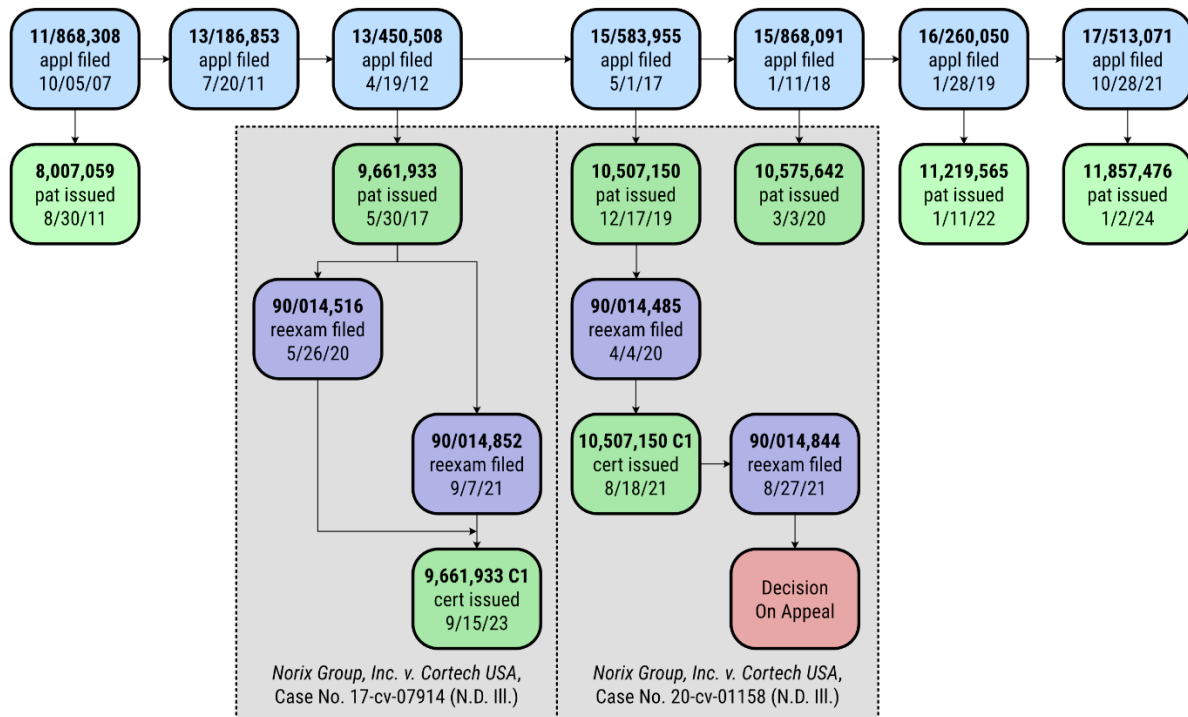 11/868,308
appl filed
10/05/07
13/186,853
appl filed
7/20/11
13/450,508
appl filed
4/19/12
15/583,955
appl filed
5/1/17
15/868,091
appl filed
1/11/18
16/260,050
appl filed
1/28/19
17/513,071
appl filed
10/28/21
8,007,059
pat issued
8/30/11
9,661,933
pat issued
5/30/17
10,507,150
pat issued
12/17/19
10,575,642
pat issued
3/3/20
11,219,565
pat issued
1/11/22
11,857,476
pat issued
1/2/24
90/014,516
reexam filed
5/26/20
90/014,485
reexam filed
4/4/20
90/014,852
reexam filed
9/7/21
10,507,150 C1
cert issued
8/18/21
90/014,844
reexam filed
8/27/21
9,661,933 C1
cert issued
9/15/23
Decision
On Appeal
Norix Group, Inc. v. Cortech USA,
Case No. 17-cv-07914 (N.D. Ill.)
Norix Group, Inc. v. Cortech USA,
Case No. 20-cv-01158 (N.D. Ill.)